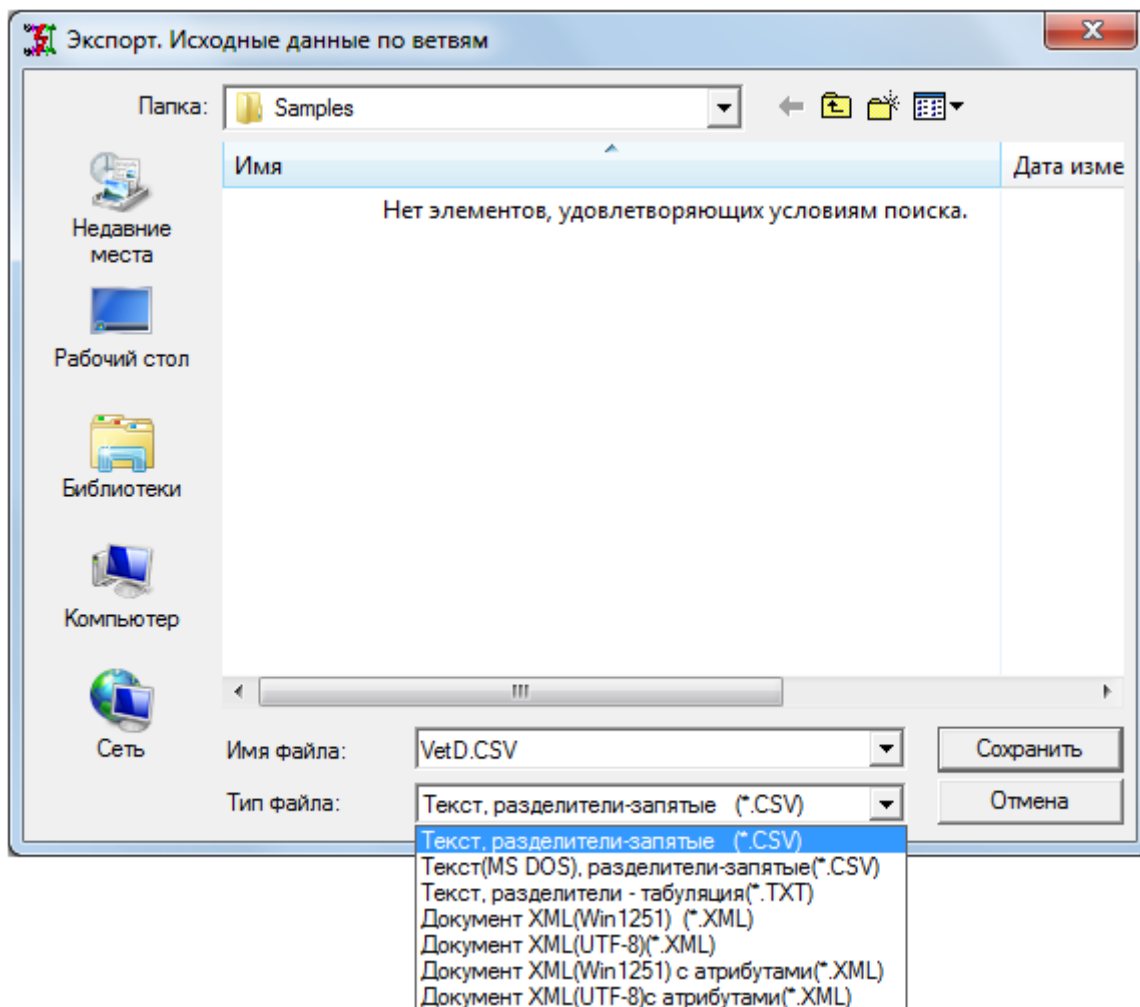 Экспорт. Исходные данные по ветвям
Папка:
Samples
Имя
Дата изме
Нет элементов, удовлетворяющих условиям поиска.
Недавние
места
Рабочий стол
Библиотеки
Компьютер
Сеть
Имя файла:
VetD.CSV
Сохранить
Тип файла:
Текст, разделители-запятые (*.CSV)
Отмена
Текст, разделители-запятые (*.CSV)
Текст(MS DOS), разделители-запятые(*.CSV)
Текст, разделители - табуляция(*.TXT)
Документ XML(Win1251) (*.XML)
Документ XML(UTF-8)(*.XML)
Документ XML(Win1251) с атрибутами(*.XML)
Документ XML(UTF-8)с атрибутами(*.XML)